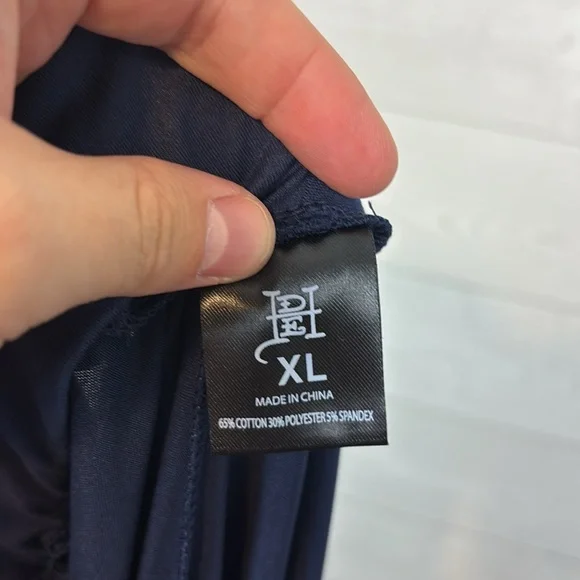 XL
MADE IN CHINA
65% COTTON 30% POLYESTER 5% SPANDEX